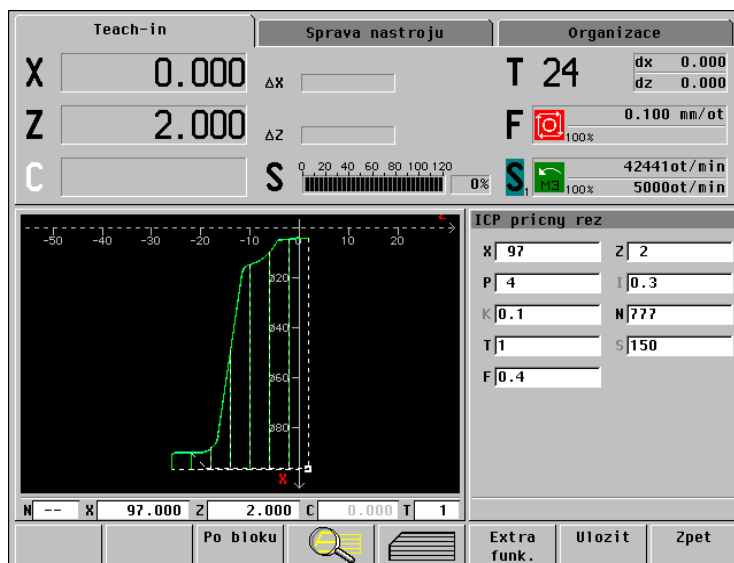 Teach-in
Sprava nastroju
Organizace
X 0.000 ΔX
T 24 dx 0.000
dz 0.000
Z 2.000 ΔZ
F 100% 0.100 mm/ot
C
S 0 20 40 60 80 100 120 0%
S1 M3 100% 42441ot/min
5000ot/min
Z
-50 -40 -30 -20 -10 0 10 20
ø20
ø40
ø60
ø80
X
ICP pricny rez
X 97 Z 2
P 4 I 0.3
K 0.1 N 777
T 1 S 150
F 0.4
N -- X 97.000 Z 2.000 C 0.000 T 1
Po bloku
Extra
funk.
Ulozit
Zpet